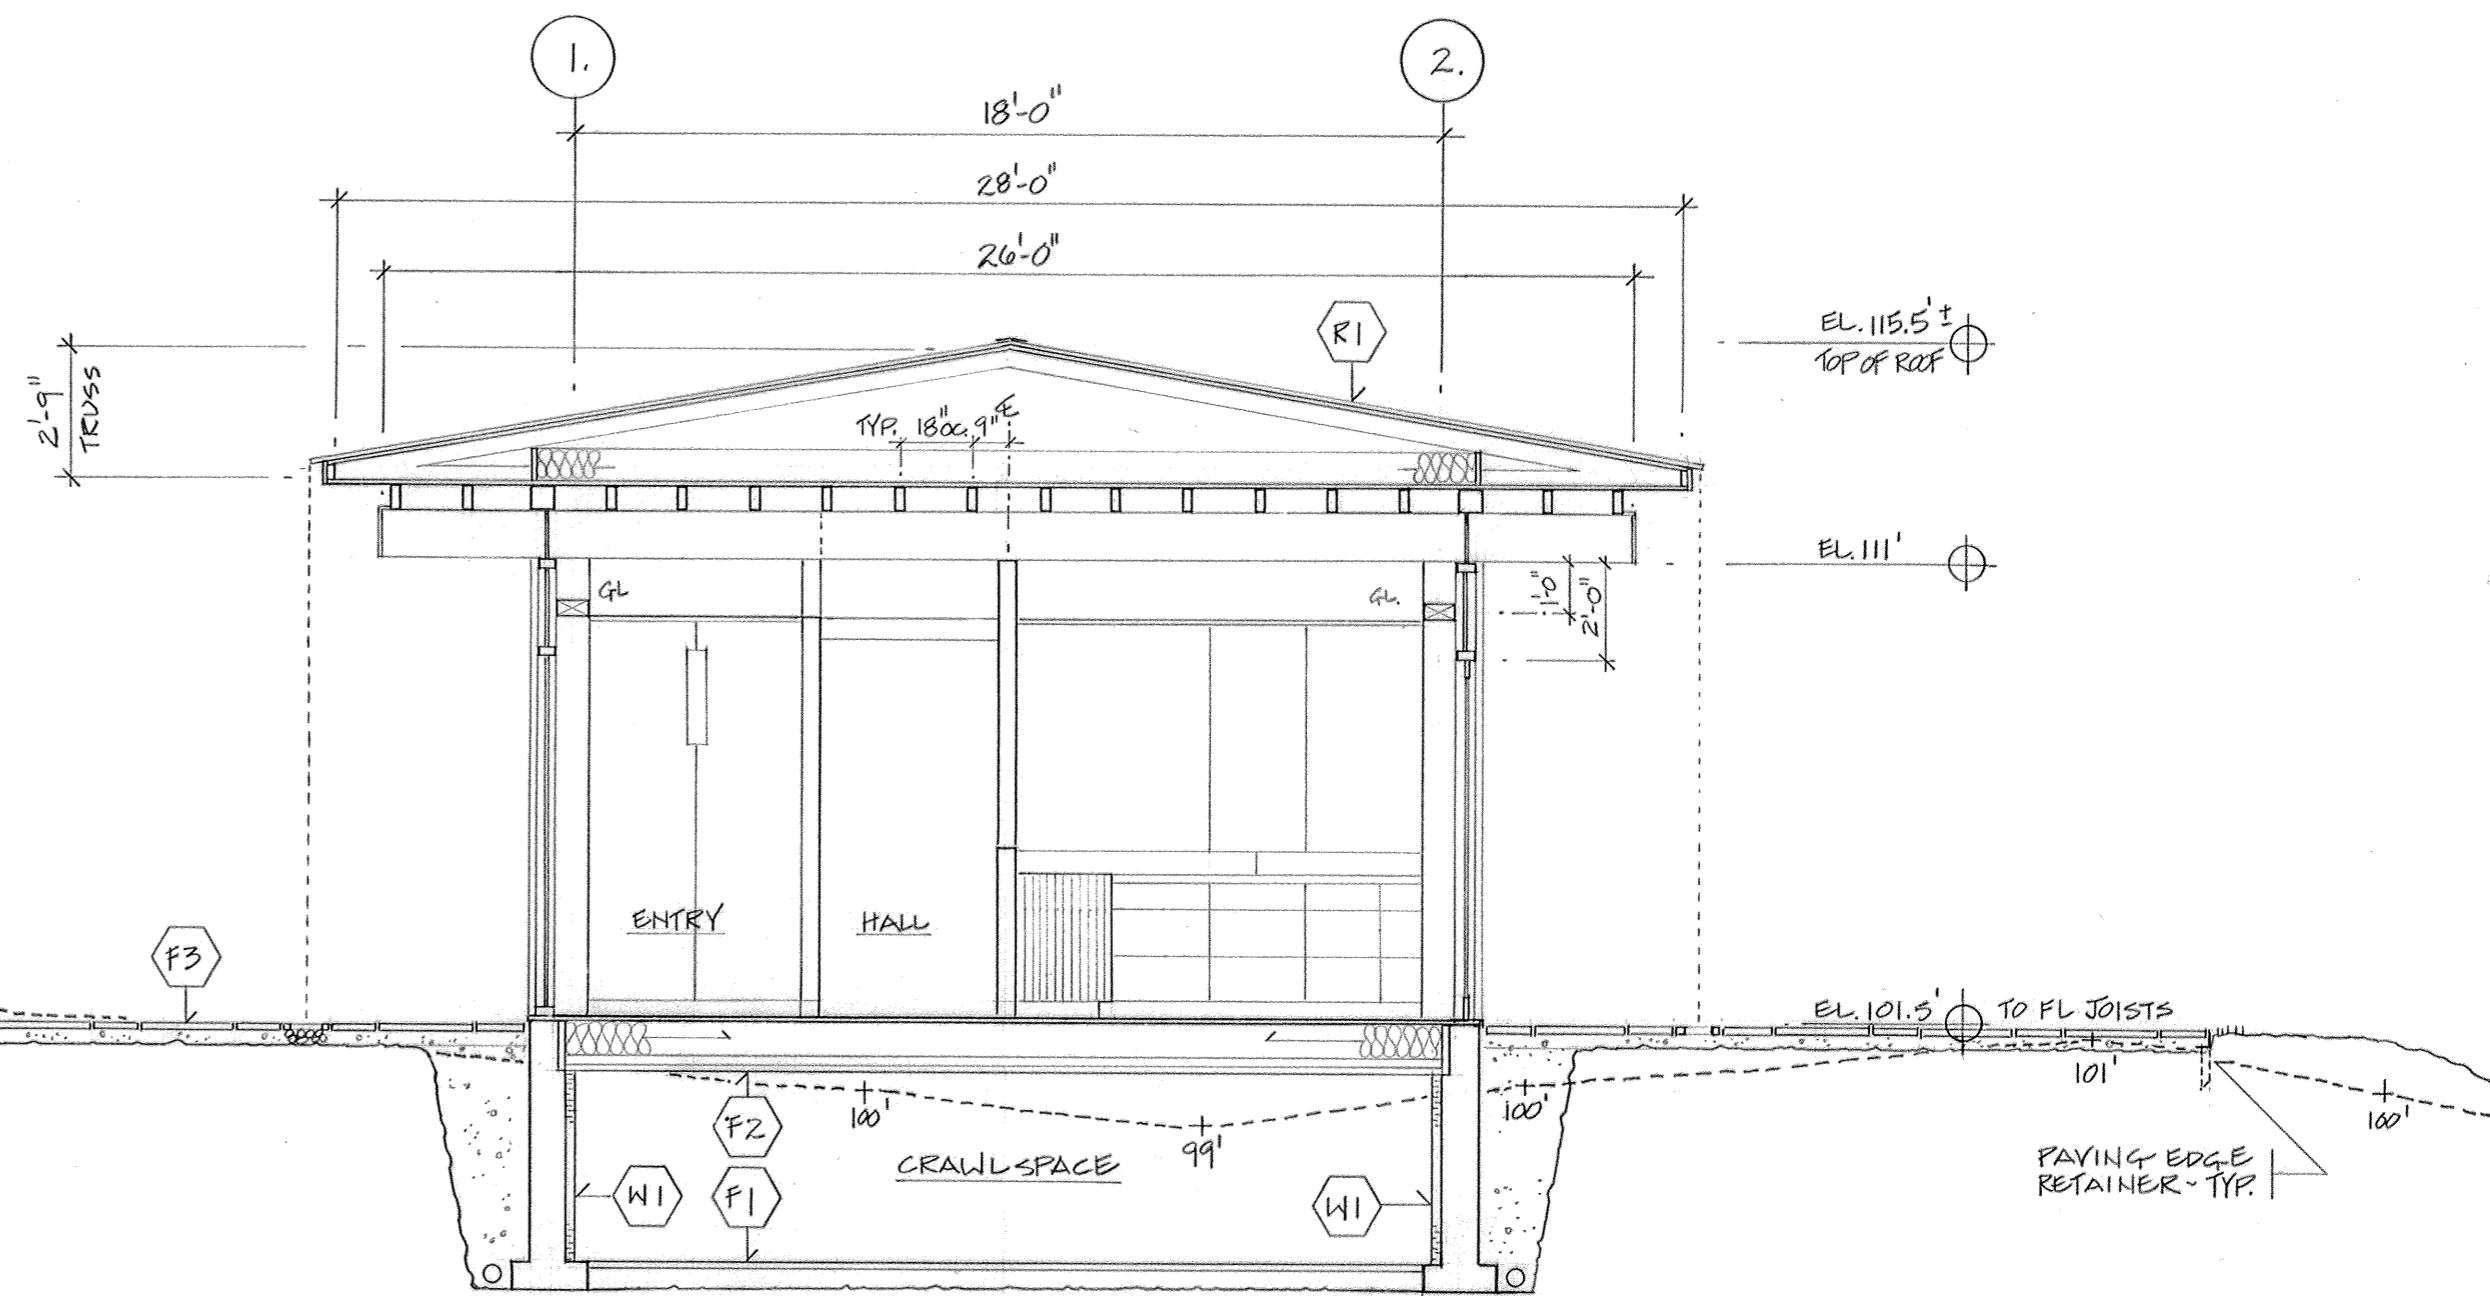 1.
2.
18'-0"
28'-0"
26'-0"
R1
EL. 115.5' ±
TOP OF ROOF
2'-9"
TRUSS
TYP. 18" OC. 9" ℄
EL. 111'
GL
GL.
1'-0"
2'-0"
ENTRY
HALL
F3
EL. 101.5'
TO FL JOISTS
101'
100'
100'
100'
99'
F2
CRAWLSPACE
PAVING EDGE
RETAINER - TYP.
W1
F1
W1